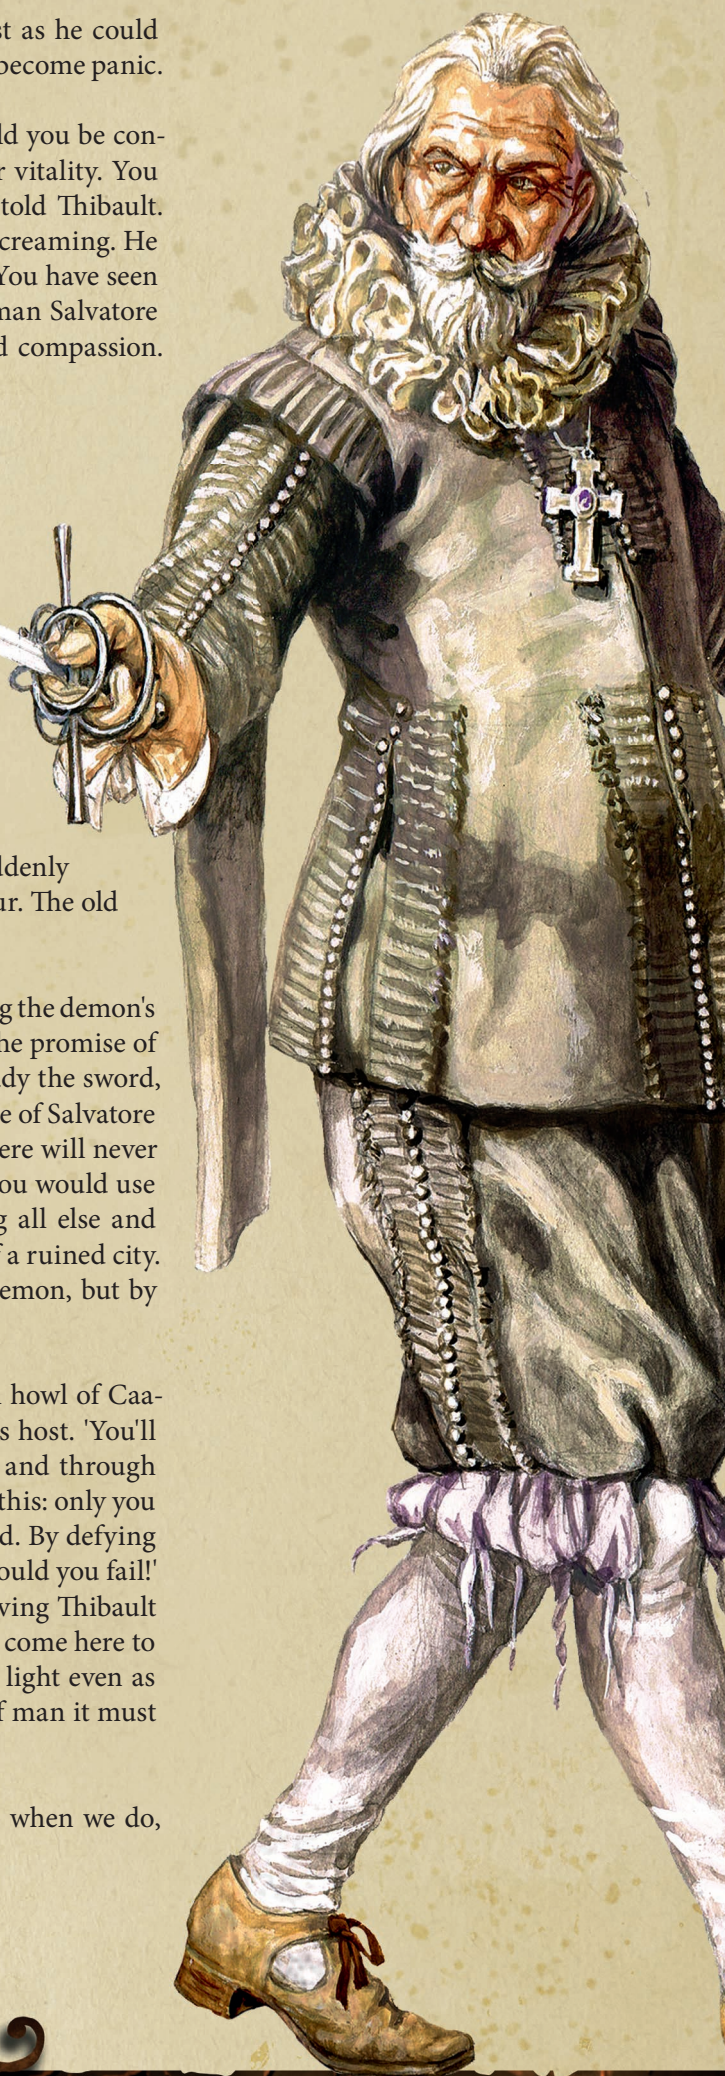 st as he could
become panic.
ld you be con-
r vitality. You
told Thibault.
creaming. He
You have seen
man Salvatore
d compassion.
ddenly
ur. The old
g the demon's
he promise of
dy the sword,
e of Salvatore
ere will never
ou would use
g all else and
f a ruined city.
emon, but by
howl of Caa-
s host. 'You'll
and through
this: only you
d. By defying
ould you fail!'
ving Thibault
come here to
light even as
f man it must
when we do,